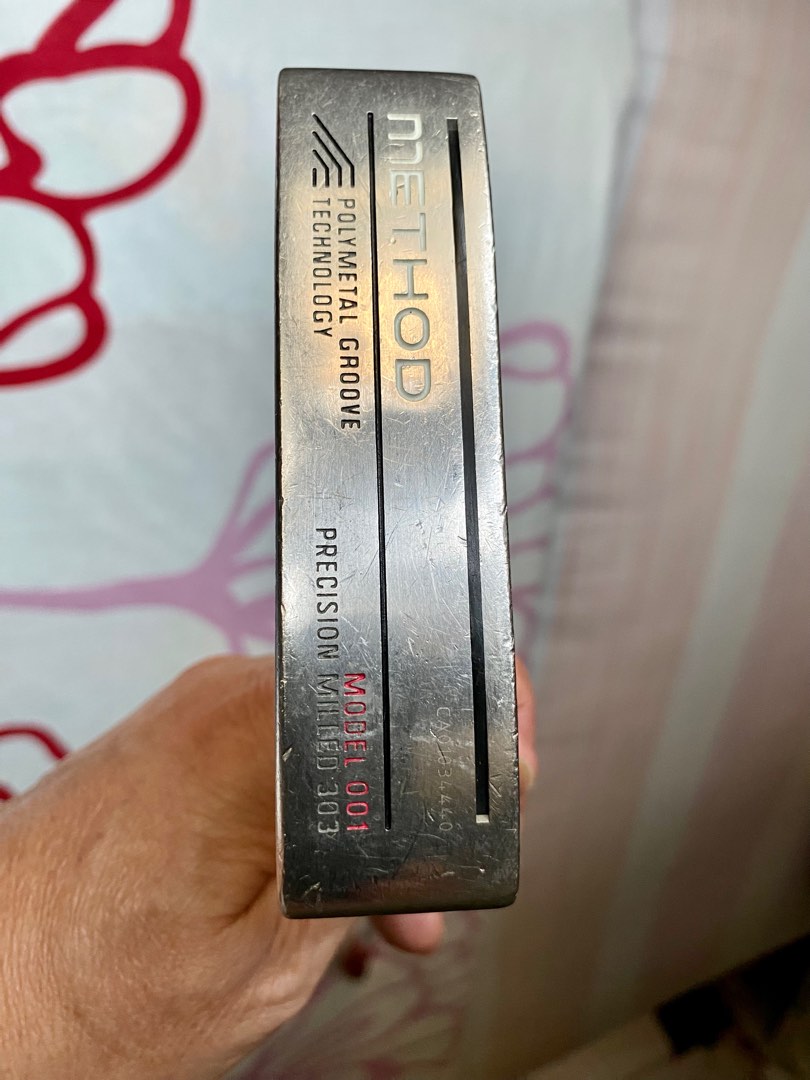 METHOD
POLYMETAL GROOVE
TECHNOLOGY
MODEL 001
PRECISION MILLED 303